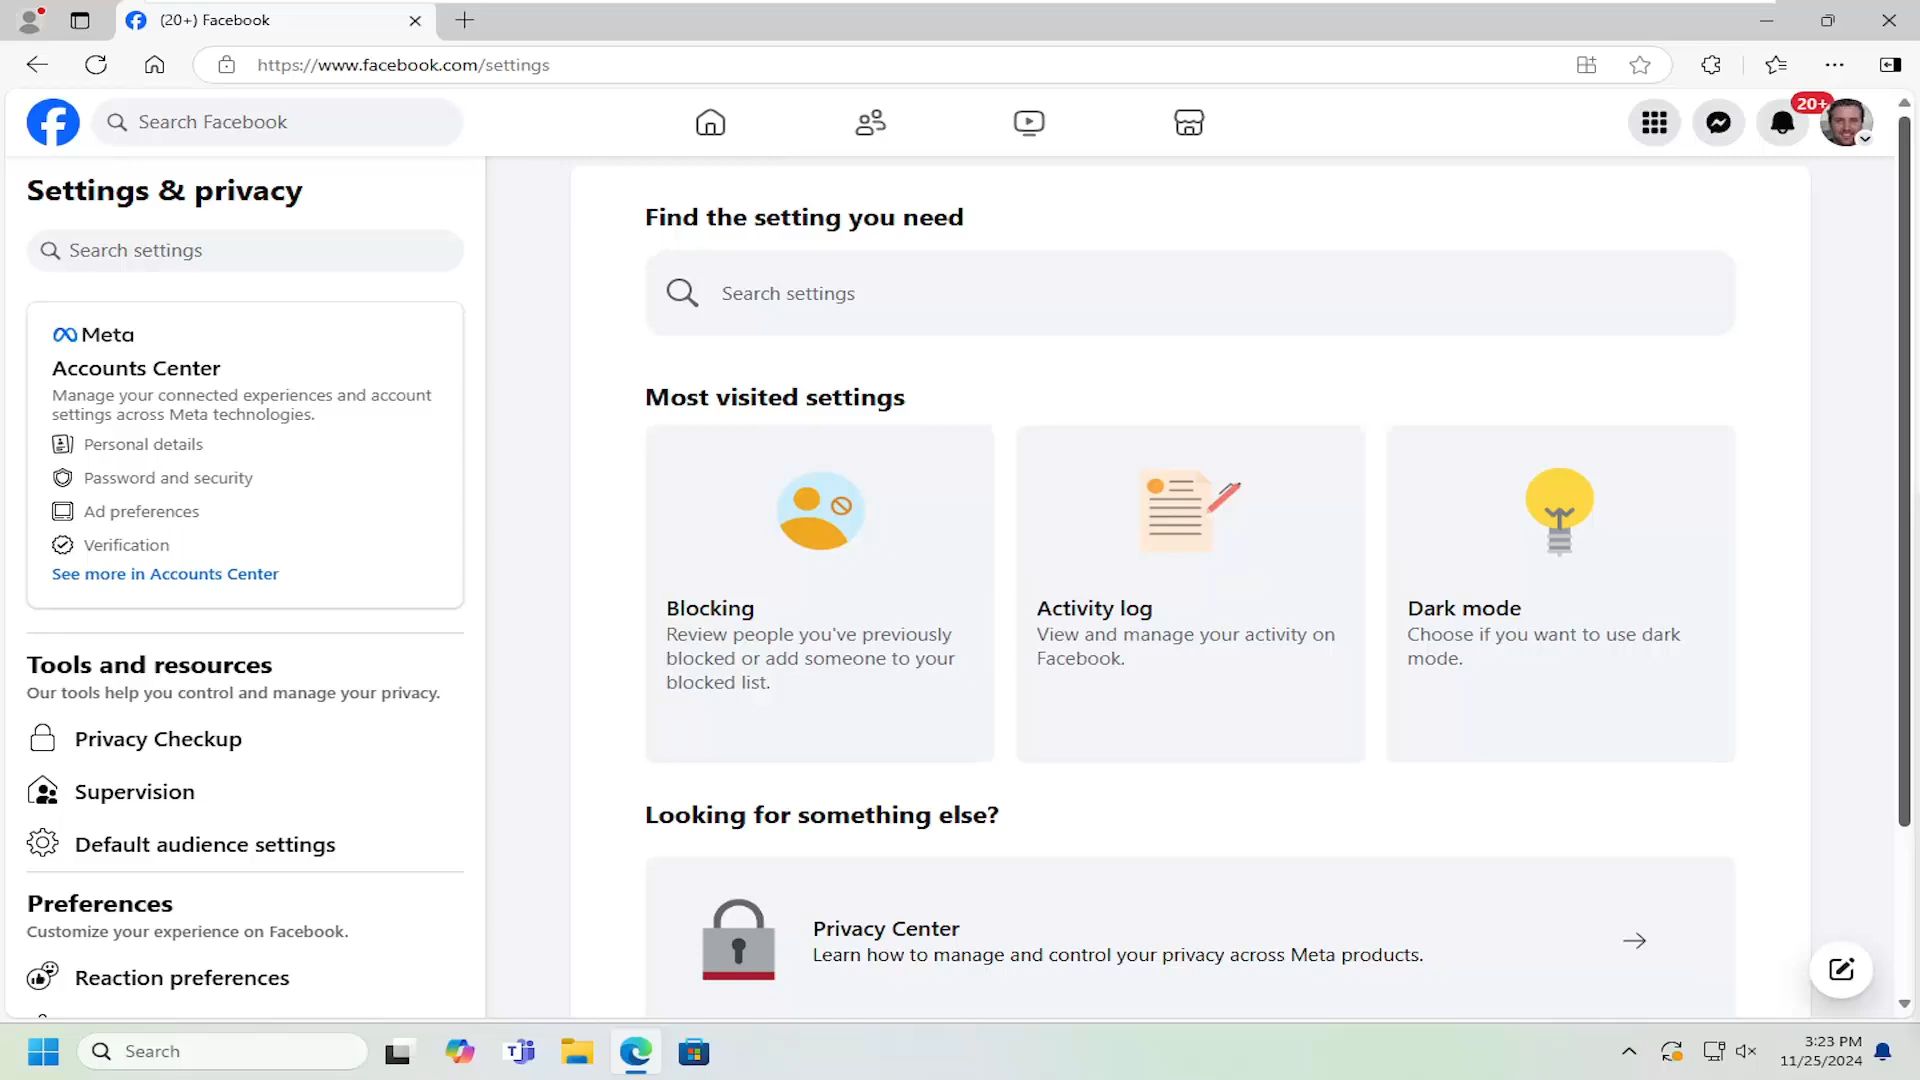 (20+) Facebook
https://www.facebook.com/settings
Search Facebook
20+
Settings & privacy
Search settings
Meta
Accounts Center
Manage your connected experiences and account
settings across Meta technologies.
Personal details
Password and security
Ad preferences
Verification
See more in Accounts Center
Tools and resources
Our tools help you control and manage your privacy.
Privacy Checkup
Supervision
Default audience settings
Preferences
Customize your experience on Facebook.
Reaction preferences
Find the setting you need
Search settings
Most visited settings
Blocking
Review people you've previously
blocked or add someone to your
blocked list.
Activity log
View and manage your activity on
Facebook.
Dark mode
Choose if you want to use dark
mode.
Looking for something else?
Privacy Center
Learn how to manage and control your privacy across Meta products.
Search
3:23 PM
11/25/2024